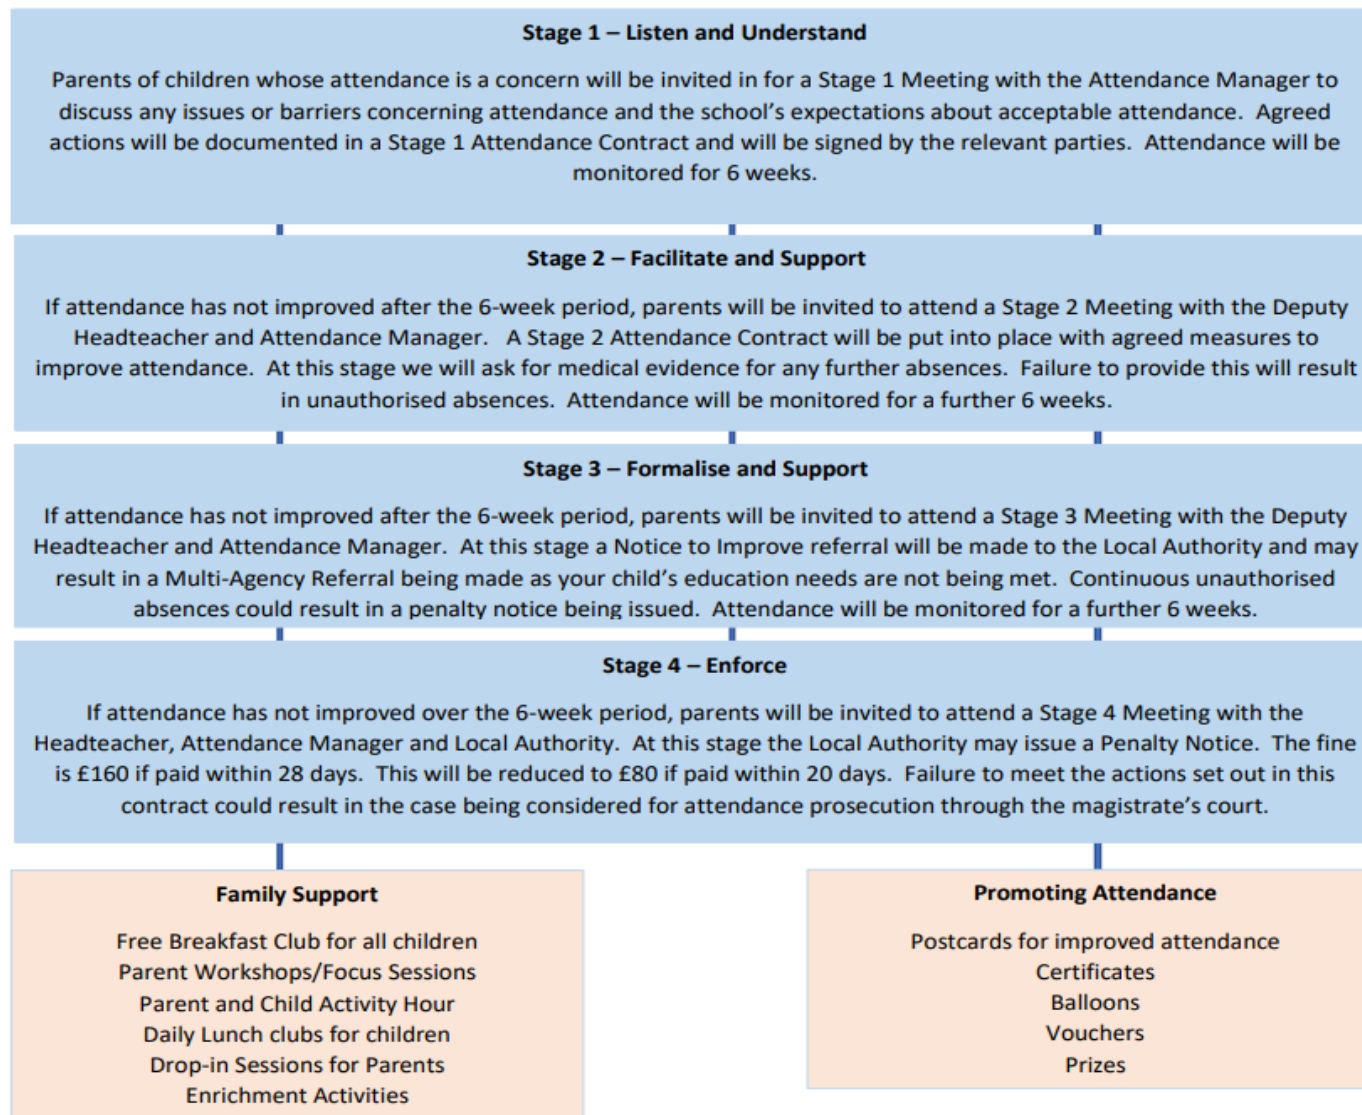 Stage 1 – Listen and Understand
Parents of children whose attendance is a concern will be invited in for a Stage 1 Meeting with the Attendance Manager to
discuss any issues or barriers concerning attendance and the school’s expectations about acceptable attendance.  Agreed
actions will be documented in a Stage 1 Attendance Contract and will be signed by the relevant parties.  Attendance will be
monitored for 6 weeks.
Stage 2 – Facilitate and Support
If attendance has not improved after the 6-week period, parents will be invited to attend a Stage 2 Meeting with the Deputy
Headteacher and Attendance Manager.   A Stage 2 Attendance Contract will be put into place with agreed measures to
improve attendance.  At this stage we will ask for medical evidence for any further absences.  Failure to provide this will result
in unauthorised absences.  Attendance will be monitored for a further 6 weeks.
Stage 3 – Formalise and Support
If attendance has not improved after the 6-week period, parents will be invited to attend a Stage 3 Meeting with the Deputy
Headteacher and Attendance Manager.  At this stage a Notice to Improve referral will be made to the Local Authority and may
result in a Multi-Agency Referral being made as your child’s education needs are not being met.  Continuous unauthorised
absences could result in a penalty notice being issued.  Attendance will be monitored for a further 6 weeks.
Stage 4 – Enforce
If attendance has not improved over the 6-week period, parents will be invited to attend a Stage 4 Meeting with the
Headteacher, Attendance Manager and Local Authority.  At this stage the Local Authority may issue a Penalty Notice.  The fine
is £160 if paid within 28 days.  This will be reduced to £80 if paid within 20 days.  Failure to meet the actions set out in this
contract could result in the case being considered for attendance prosecution through the magistrate’s court.
Family Support
Free Breakfast Club for all children
Parent Workshops/Focus Sessions
Parent and Child Activity Hour
Daily Lunch clubs for children
Drop-in Sessions for Parents
Enrichment Activities
Promoting Attendance
Postcards for improved attendance
Certificates
Balloons
Vouchers
Prizes